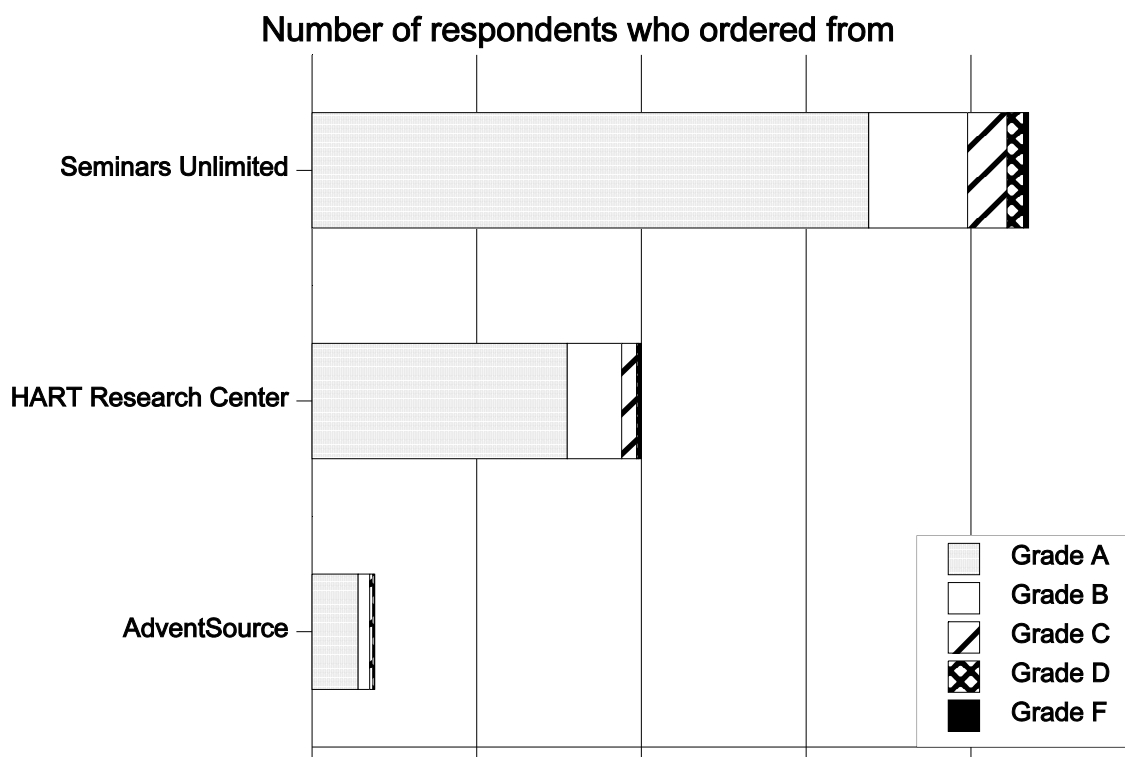 Number of respondents who ordered from
Seminars Unlimited
HART Research Center
AdventSource
Grade A
Grade B
Grade C
Grade D
Grade F